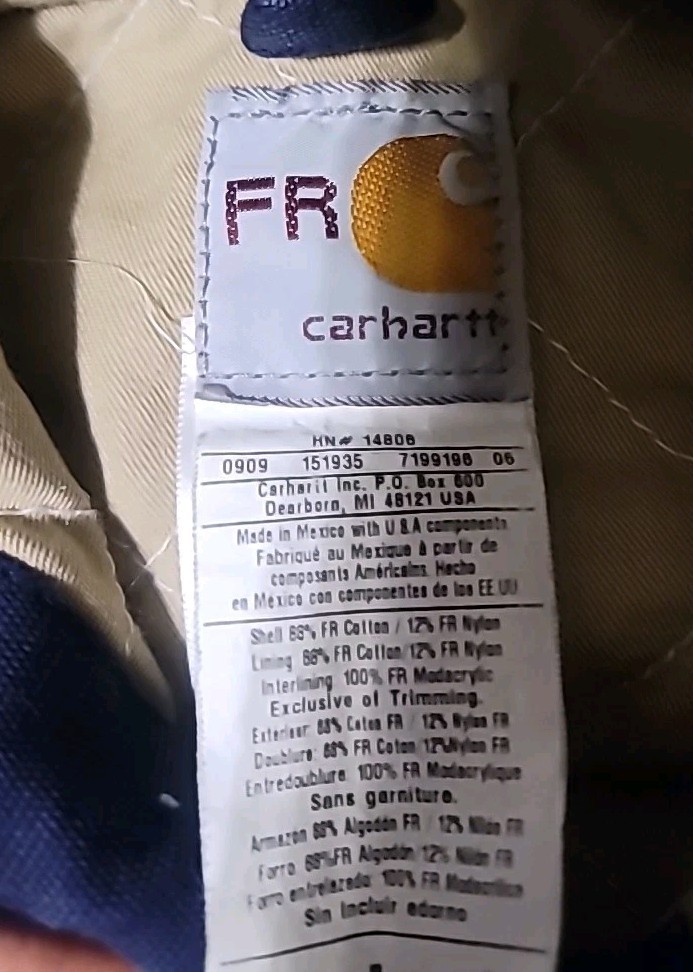 FR
carhartt
RN# 14806
0909 151935 7199196 06
Carhartt Inc. P.O. Box 600
Dearborn, MI 48121 USA
Made in Mexico with USA components
Fabriqué au Mexique à partir de
composants Américains. Hecho
en México con componentes de los EE.UU
Shell 88% FR Cotton / 12% FR Nylon
Lining 88% FR Cotton/12% FR Nylon
Interlining 100% FR Modacrylic
Exclusive of Trimming.
Exterieur 88% Coton FR / 12% Nylon FR
Doublure: 88% FR Coton/12%Nylon FR
Entredoublure 100% FR Modacrylique
Sans garniture.
Armazon 88% Algodón FR / 12% Nilón FR
Forro 88%FR Algodón/12% Nilón FR
Forro entrelazado 100% FR Modacrílico
Sin Incluir adorno